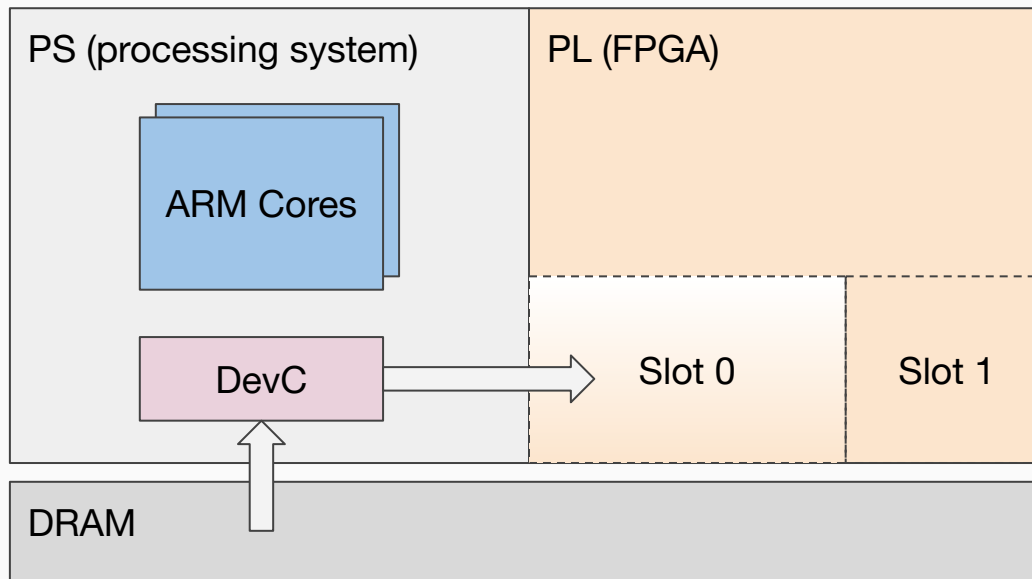 PS (processing system)
PL (FPGA)
ARM Cores
DevC
Slot 0
Slot 1
DRAM